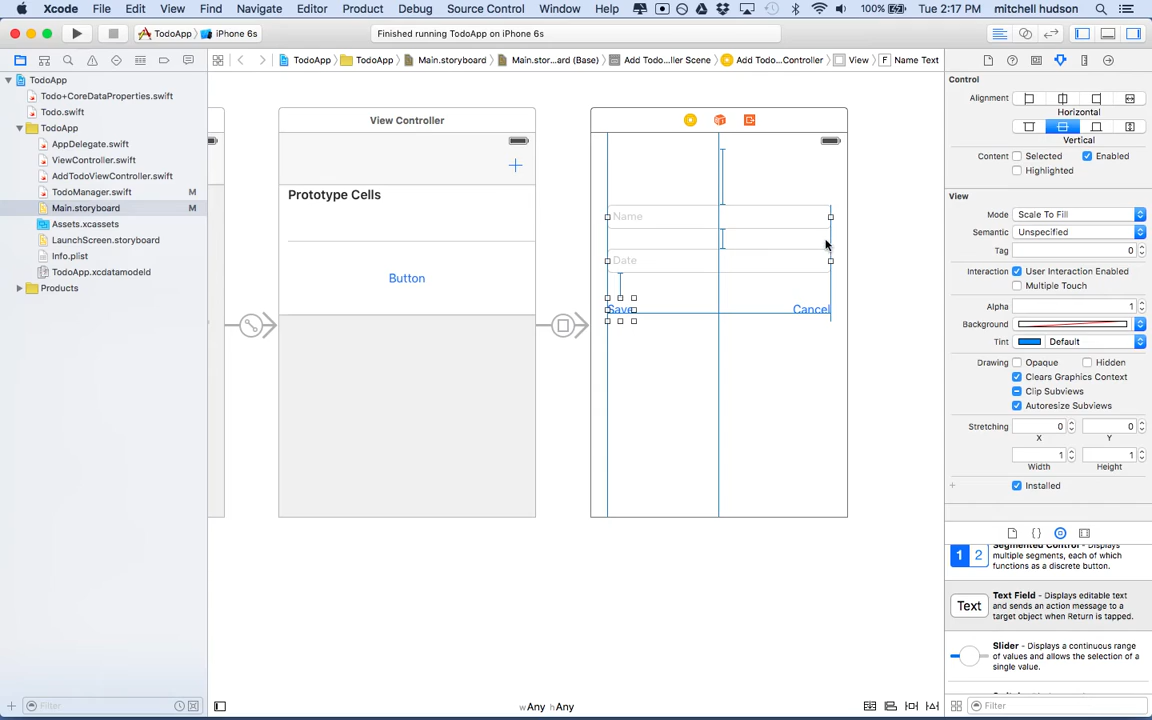 Xcode File Edit View Find Navigate Editor Product Debug Source Control Window Help 100% Tue 2:17 PM mitchell hudson
TodoApp iPhone 6s
Finished running TodoApp on iPhone 6s
TodoApp TodoApp Main.storyboard Main.stor...ard (Base) Add Todo...ller Scene Add Todo...Controller View F Name Text
TodoApp
Todo+CoreDataProperties.swift
Todo.swift
TodoApp
AppDelegate.swift
ViewController.swift
AddTodoViewController.swift
TodoManager.swift M
Main.storyboard M
Assets.xcassets
LaunchScreen.storyboard
Info.plist
TodoApp.xcdatamodeld
Products
Filter
View Controller
Prototype Cells
Button
Name
Date
Save Cancel
wAny hAny
Control
Alignment
Horizontal
Vertical
Content Selected Enabled
Highlighted
View
Mode Scale To Fill
Semantic Unspecified
Tag 0
Interaction User Interaction Enabled
Multiple Touch
Alpha 1
Background
Tint Default
Drawing Opaque Hidden
Clears Graphics Context
Clip Subviews
Autoresize Subviews
Stretching 0 0
X Y
1 1
Width Height
Installed
1 2
Segmented Control - Displays
multiple segments, each of which
functions as a discrete button.
Text
Text Field - Displays editable text
and sends an action message to a
target object when Return is tapped.
Slider - Displays a continuous range
of values and allows the selection of a
single value.
Filter